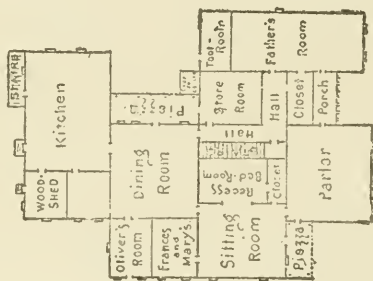 Tool-
Room
Father's
Room
STAIRS
Kitchen
Store
Room
Hall
Closet
Porch
Hall
WOOD-
SHED
Dining
Room
Recess
Bed-Room
Closet
Parlor
Oliver's
Room
Frances
and
Mary's
Sitting
Room
Piazza